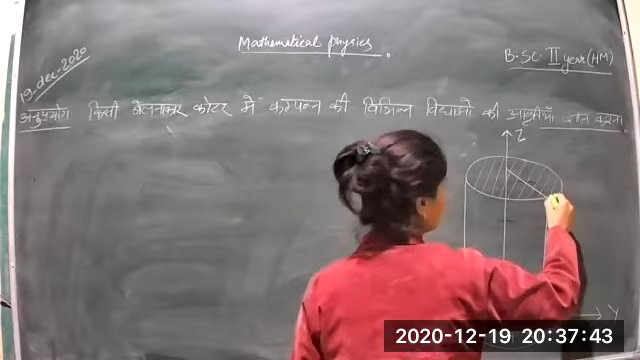 Mathematical physics.
19-dec-2020
B.SC. II year(HM)
अनुप्रयोग किसी बेलनाकार कोटर में कम्पन्न की विभिन्न विधाओं की आवृत्तियाँ ज्ञात करना
Z
Y
2020-12-19 20:37:43